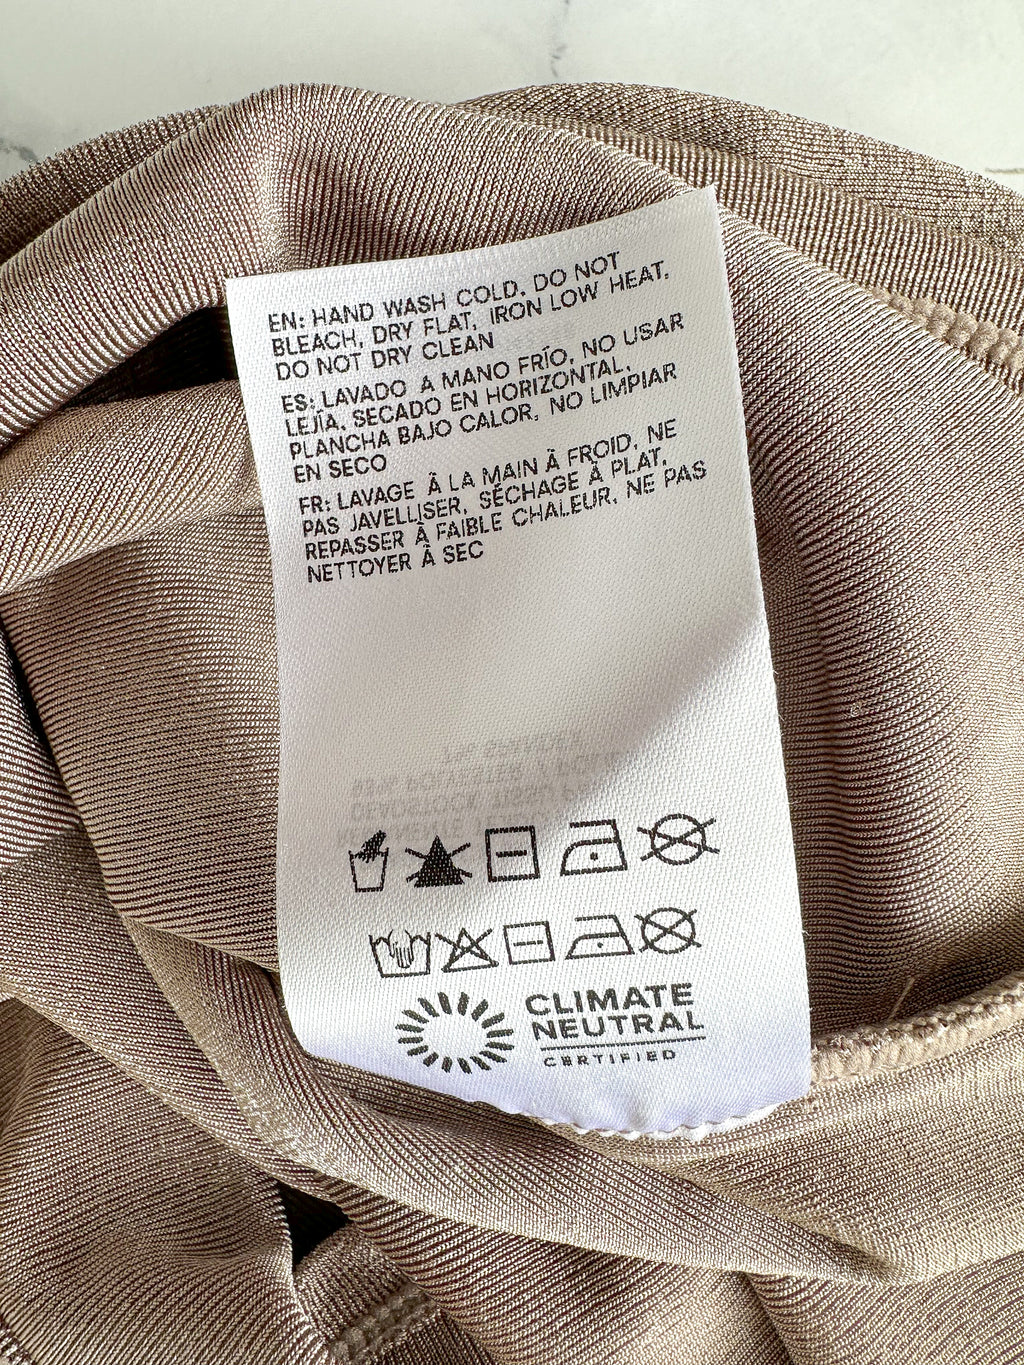 EN: HAND WASH COLD, DO NOT
BLEACH, DRY FLAT, IRON LOW HEAT,
DO NOT DRY CLEAN
ES: LAVADO A MANO FRÍO, NO USAR
LEJÍA, SECADO EN HORIZONTAL,
PLANCHA BAJO CALOR, NO LIMPIAR
EN SECO
FR: LAVAGE À LA MAIN À FROID, NE
PAS JAVELLISER, SÉCHAGE À PLAT,
REPASSER À FAIBLE CHALEUR, NE PAS
NETTOYER À SEC
CLIMATE
NEUTRAL
CERTIFIED